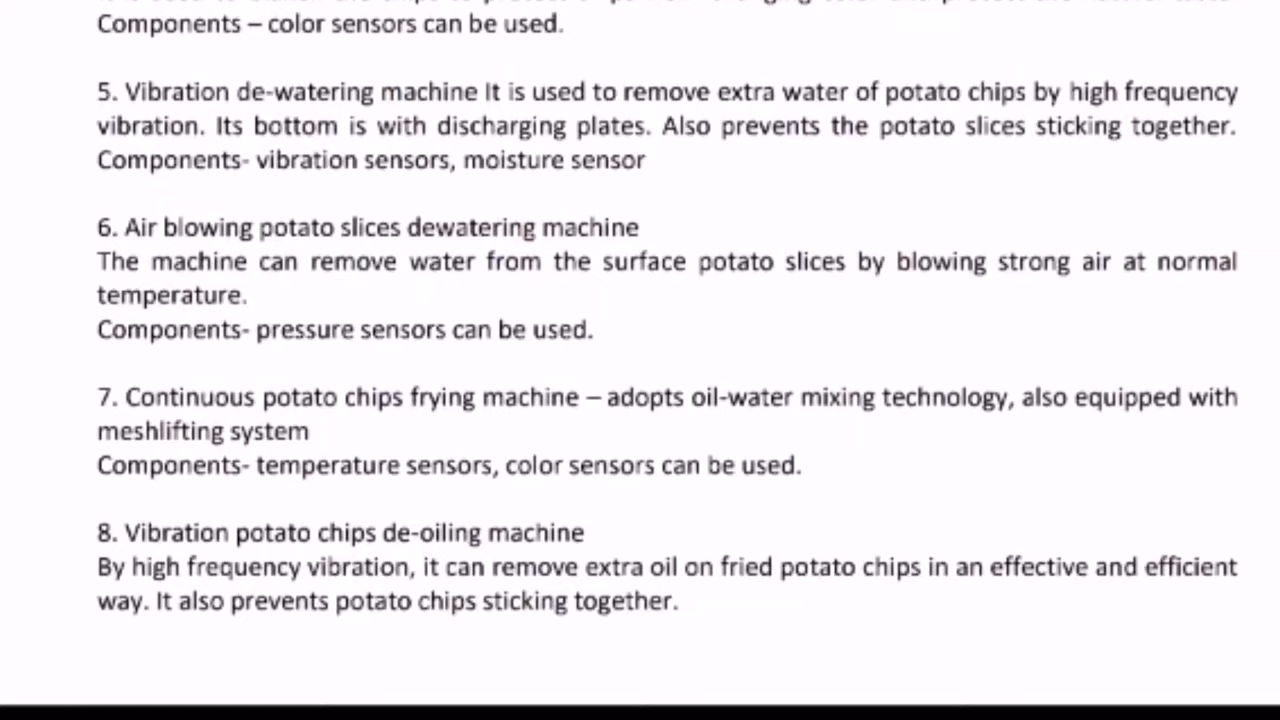 Components – color sensors can be used.
5. Vibration de-watering machine It is used to remove extra water of potato chips by high frequency
vibration. Its bottom is with discharging plates. Also prevents the potato slices sticking together.
Components- vibration sensors, moisture sensor
6. Air blowing potato slices dewatering machine
The machine can remove water from the surface potato slices by blowing strong air at normal
temperature.
Components- pressure sensors can be used.
7. Continuous potato chips frying machine – adopts oil-water mixing technology, also equipped with
meshlifting system
Components- temperature sensors, color sensors can be used.
8. Vibration potato chips de-oiling machine
By high frequency vibration, it can remove extra oil on fried potato chips in an effective and efficient
way. It also prevents potato chips sticking together.